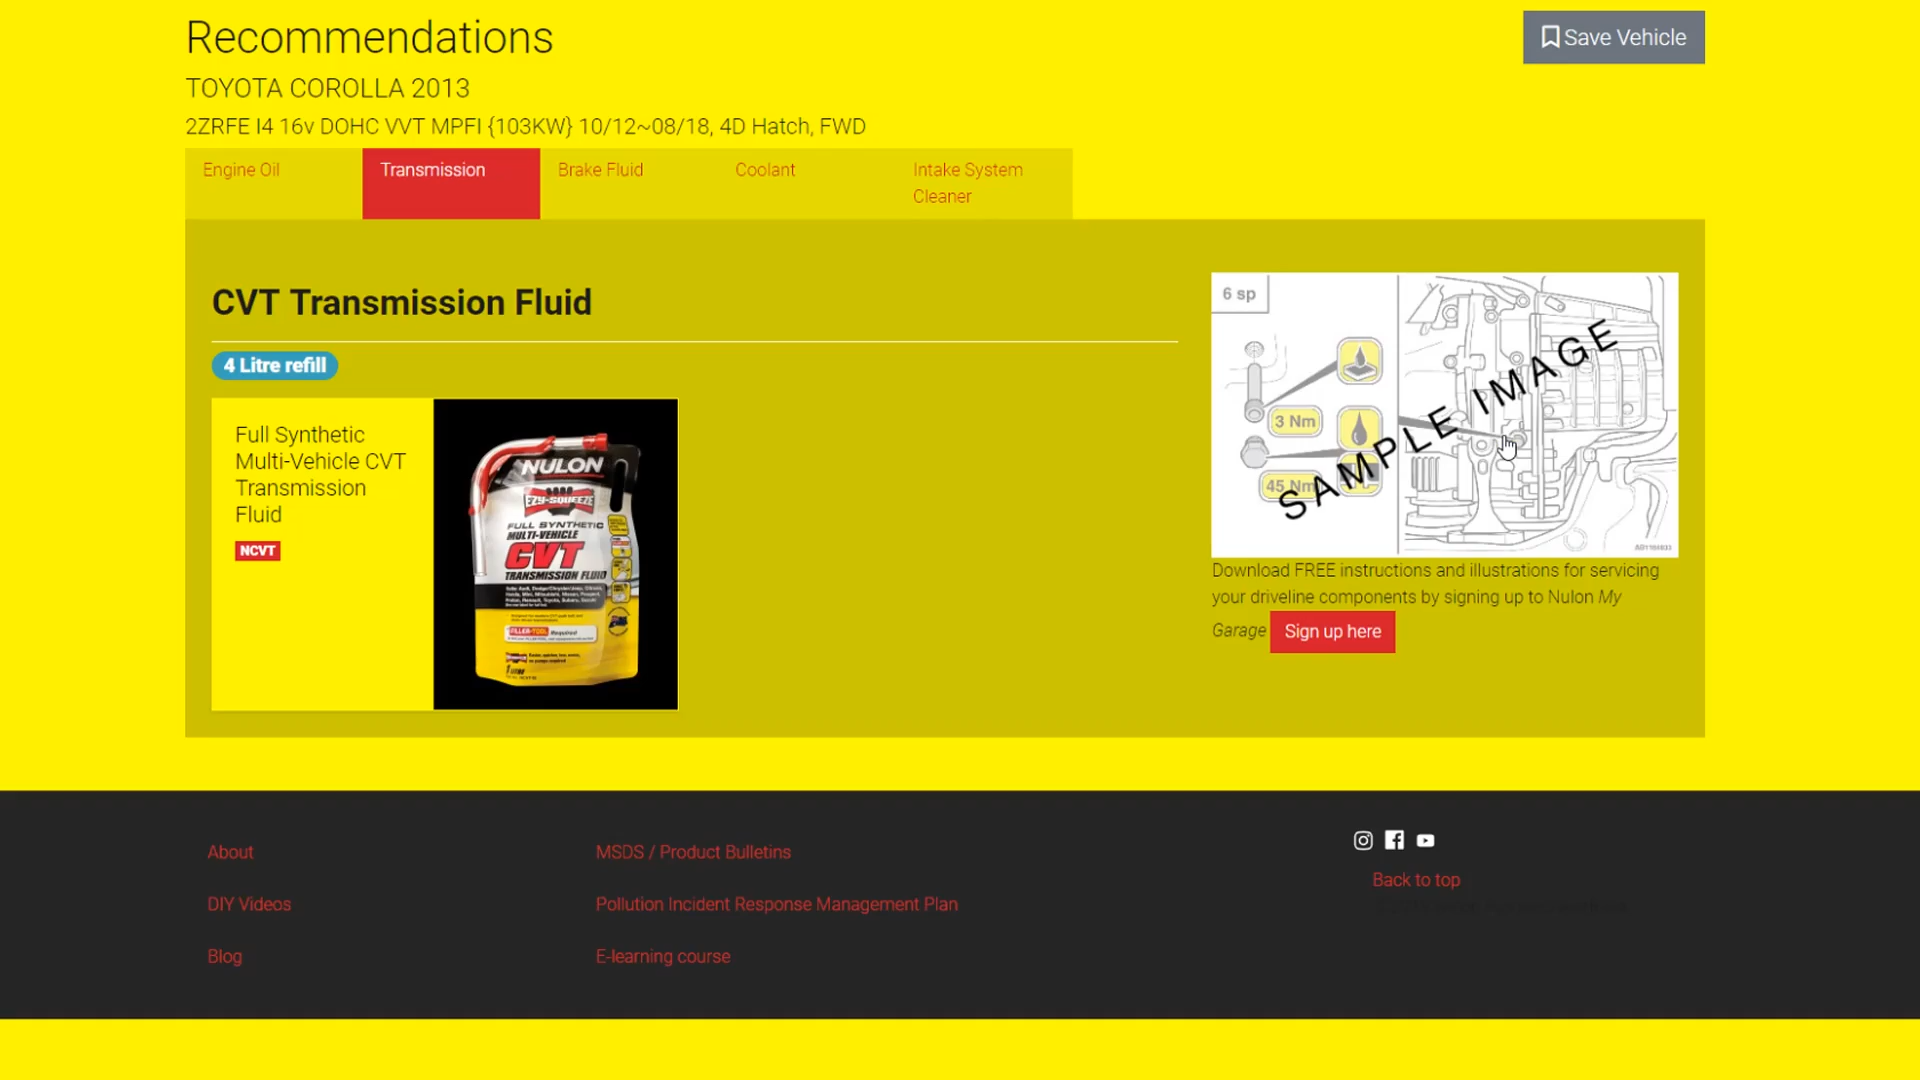 Recommendations
Save Vehicle
TOYOTA COROLLA 2013
2ZRFE I4 16v DOHC VVT MPFI {103KW} 10/12~08/18, 4D Hatch, FWD
Engine Oil
Transmission
Brake Fluid
Coolant
Intake System
Cleaner
CVT Transmission Fluid
4 Litre refill
Full Synthetic
Multi-Vehicle CVT
Transmission
Fluid
NCVT
NULON
EZY-SQUEEZE
FULL SYNTHETIC
MULTI-VEHICLE
CVT
TRANSMISSION FLUID
FILLER-TOOL Required
6 sp
3 Nm
45 Nm
SAMPLE IMAGE
Download FREE instructions and illustrations for servicing
your driveline components by signing up to Nulon My
Garage Sign up here
About
MSDS / Product Bulletins
Back to top
DIY Videos
Pollution Incident Response Management Plan
Blog
E-learning course